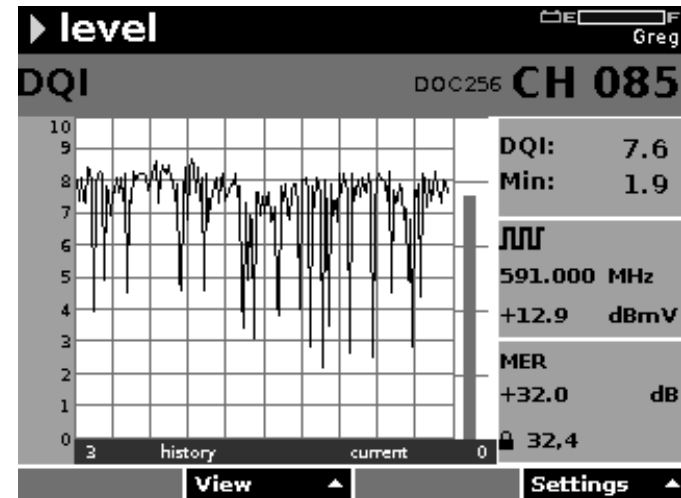 level
E F
Greg
DQI
DOC256 CH 085
10
9
8
7
6
5
4
3
2
1
0
3 history current 0
DQI: 7.6
Min: 1.9
591.000 MHz
+12.9 dBmV
MER
+32.0 dB
32,4
View
Settings